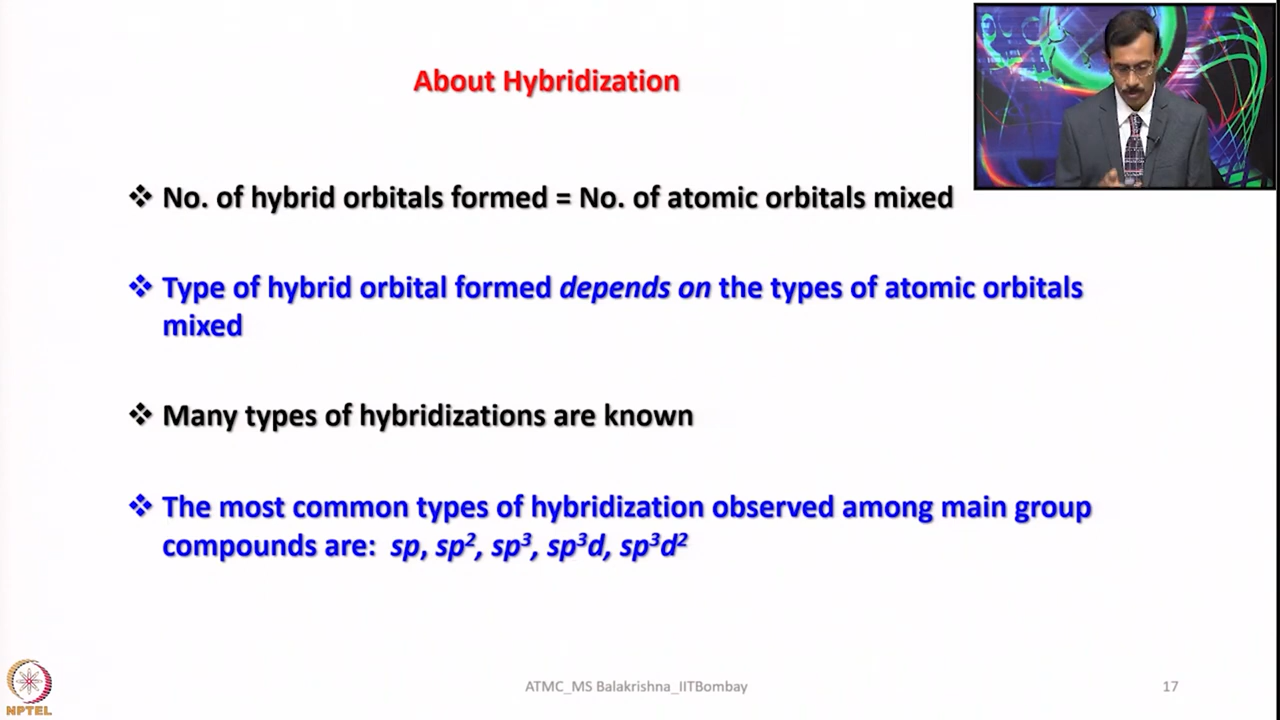 About Hybridization
❖ No. of hybrid orbitals formed = No. of atomic orbitals mixed
❖ Type of hybrid orbital formed depends on the types of atomic orbitals
mixed
❖ Many types of hybridizations are known
❖ The most common types of hybridization observed among main group
compounds are: sp, sp², sp³, sp³d, sp³d²
NPTEL
ATMC_MS Balakrishna_IITBombay
17